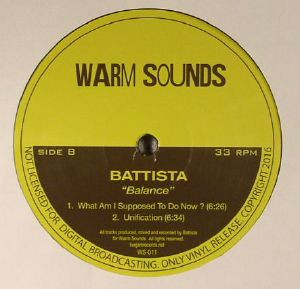 WARM SOUNDS
SIDE B
33 RPM
BATTISTA
"Balance"
1. What Am I Supposed To Do Now ? (6:26)
2. Unification (6:34)
All tracks produced, mixed and recorded by Battista
for Warm Sounds. All rights reserved.
WS-011
NOT LICENSED FOR DIGITAL BROADCASTING. ONLY VINYL RELEASE COPYRIGHT 2016